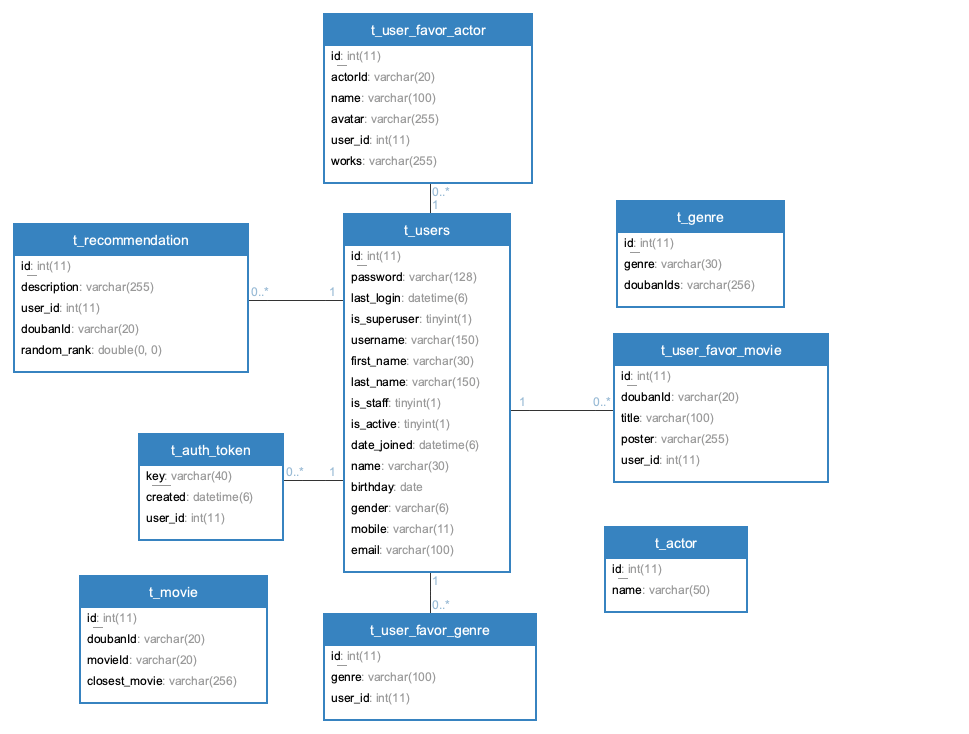 t_user_favor_actor
id: int(11)
actorId: varchar(20)
name: varchar(100)
avatar: varchar(255)
user_id: int(11)
works: varchar(255)
0..*
1
t_recommendation
id: int(11)
description: varchar(255)
user_id: int(11)
doubanId: varchar(20)
random_rank: double(0, 0)
0..*
1
t_users
id: int(11)
password: varchar(128)
last_login: datetime(6)
is_superuser: tinyint(1)
username: varchar(150)
first_name: varchar(30)
last_name: varchar(150)
is_staff: tinyint(1)
is_active: tinyint(1)
date_joined: datetime(6)
name: varchar(30)
birthday: date
gender: varchar(6)
mobile: varchar(11)
email: varchar(100)
t_genre
id: int(11)
genre: varchar(30)
doubanIds: varchar(256)
1
0..*
t_user_favor_movie
id: int(11)
doubanId: varchar(20)
title: varchar(100)
poster: varchar(255)
user_id: int(11)
t_auth_token
key: varchar(40)
created: datetime(6)
user_id: int(11)
0..*
1
t_actor
id: int(11)
name: varchar(50)
t_movie
id: int(11)
doubanId: varchar(20)
movieId: varchar(20)
closest_movie: varchar(256)
1
0..*
t_user_favor_genre
id: int(11)
genre: varchar(100)
user_id: int(11)